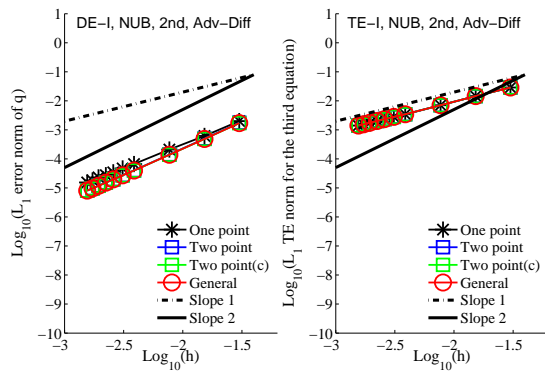 DE−I, NUB, 2nd, Adv−Diff
Log10(L1 error norm of q)
1
0
−1
−2
−3
−4
−5
−6
−7
−8
−9
−10
One point
Two point
Two point(c)
General
Slope 1
Slope 2
−3
−2.5
−2
−1.5
Log10(h)
TE−I, NUB, 2nd, Adv−Diff
Log10(L1 TE norm for the third equation)
1
0
−1
−2
−3
−4
−5
−6
−7
−8
−9
−10
One point
Two point
Two point(c)
General
Slope 1
Slope 2
−3
−2.5
−2
−1.5
Log10(h)